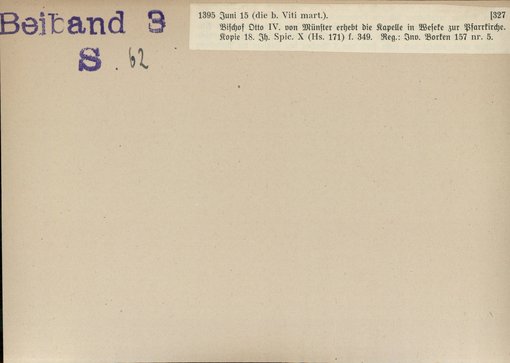 Beiband 3
S. 62
1395 Juni 15 (die b. Viti mart.). [327
Bischof Otto IV. von Münster erhebt die Kapelle in Weseke zur Pfarrkirche.
Kopie 18. Jh. Spic. X (Hs. 171) f. 349. Reg.: Inv. Borken 157 nr. 5.